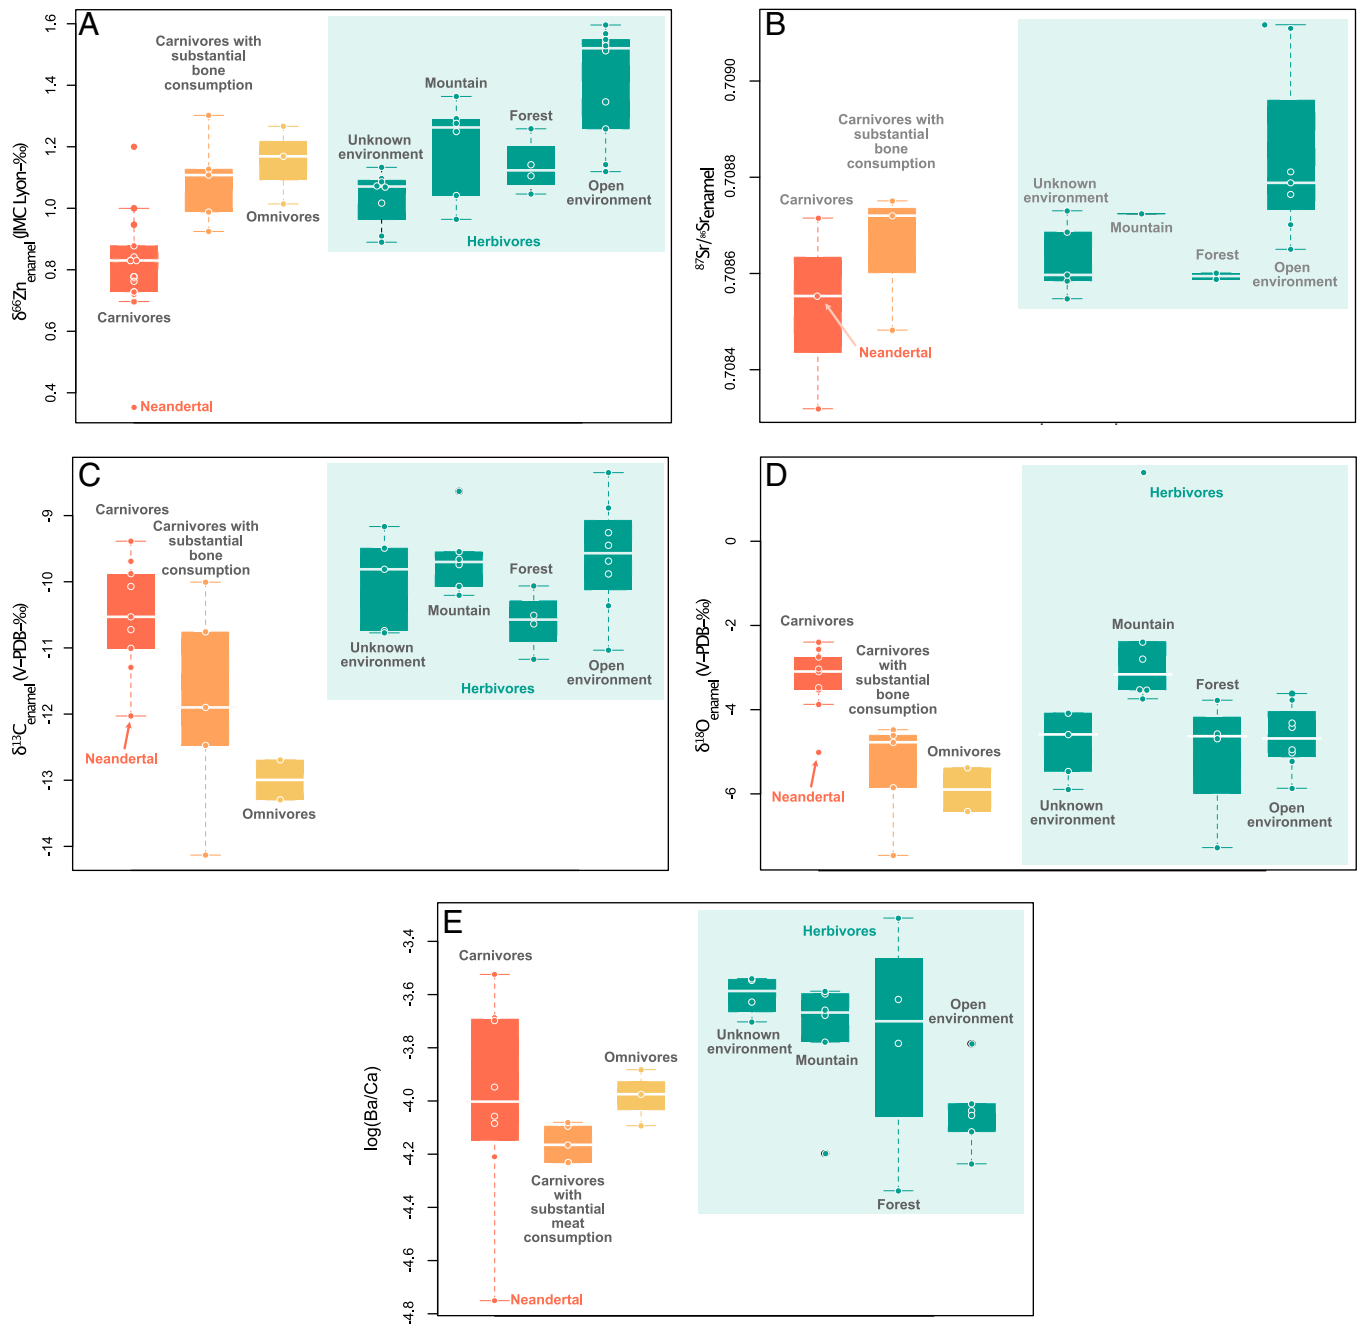 A
Carnivores with
substantial
bone
consumption
Mountain
Forest
Unknown
environment
Open
environment
Omnivores
Herbivores
Carnivores
Neandertal
δ66Znenamel (JMC Lyon–‰)
1.6
1.4
1.2
1.0
0.8
0.6
0.4
B
Carnivores with
substantial
bone
consumption
Carnivores
Unknown
environment
Mountain
Forest
Open
environment
Neandertal
87Sr/86Srenamel
0.7090
0.7088
0.7086
0.7084
C
Carnivores
Carnivores with
substantial
bone
consumption
Forest
Mountain
Unknown
environment
Open
environment
Herbivores
Neandertal
Omnivores
δ13Cenamel (V–PDB–‰)
-9
-10
-11
-12
-13
-14
D
Herbivores
Carnivores
Mountain
Carnivores
with
substantial
bone
consumption
Forest
Omnivores
Neandertal
Unknown
environment
Open
environment
δ18Oenamel (V–PDB–‰)
0
-2
-4
-6
E
Herbivores
Carnivores
Open
environment
Unknown
environment
Omnivores
Mountain
Carnivores
with
substantial
meat
consumption
Forest
Neandertal
log(Ba/Ca)
-3.4
-3.6
-3.8
-4.0
-4.2
-4.4
-4.6
-4.8